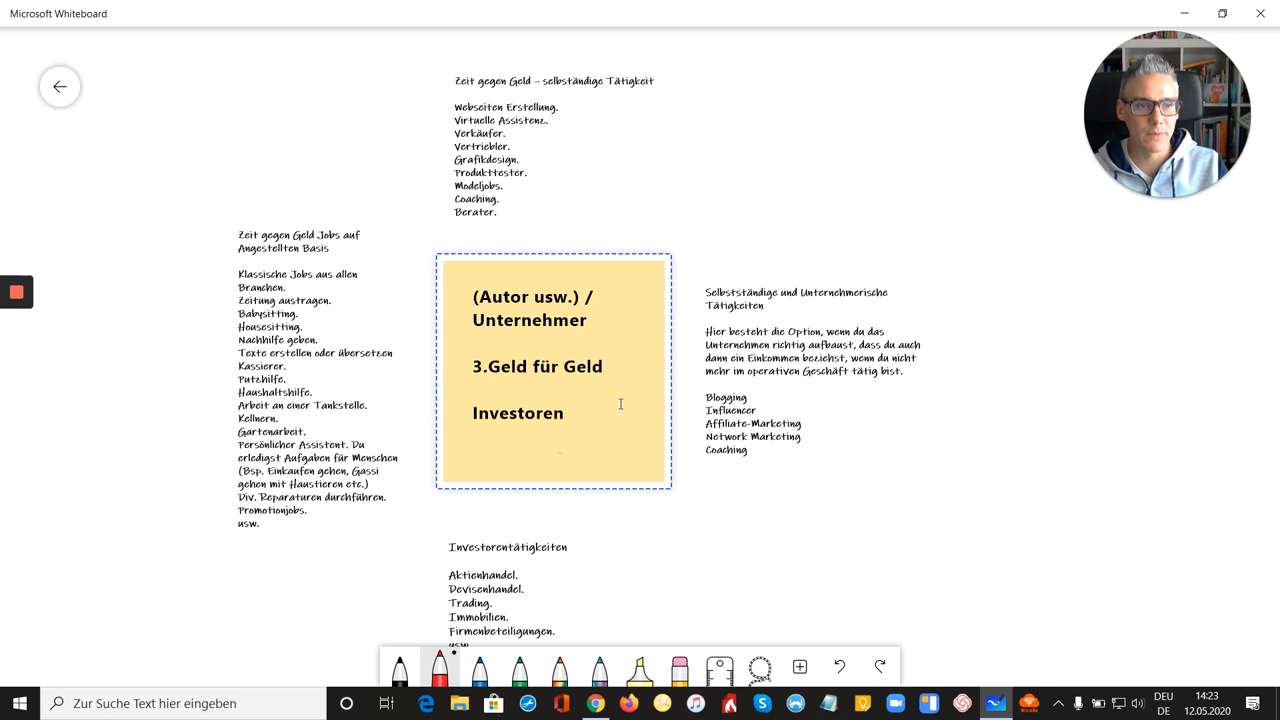 Microsoft Whiteboard
Zeit gegen Geld – selbständige Tätigkeit
Webseiten Erstellung.
Virtuelle Assistenz.
Verkäufer.
Vertriebler.
Grafikdesign.
Produkttester.
Modeljobs.
Coaching.
Berater.
Zeit gegen Geld Jobs auf
Angestellten Basis
Klassische Jobs aus allen
Branchen.
Zeitung austragen.
Babysitting.
Housesitting.
Nachhilfe geben.
Texte erstellen oder übersetzen
Kassierer.
Putzhilfe.
Haushaltshilfe.
Arbeit an einer Tankstelle.
Kellnern.
Gartenarbeit.
Persönlicher Assistent. Du
erledigst Aufgaben für Menschen
(Bsp. Einkaufen gehen, Gassi
gehen mit Haustieren etc.)
Div. Reparaturen durchführen.
Promotionjobs.
usw.
(Autor usw.) /
Unternehmer
3.Geld für Geld
Investoren
Selbstständige und Unternehmerische
Tätigkeiten
Hier besteht die Option, wenn du das
Unternehmen richtig aufbaust, dass du auch
dann ein Einkommen beziehst, wenn du nicht
mehr im operativen Geschäft tätig bist.
Blogging
Influencer
Affiliate-Marketing
Network Marketing
Coaching
Investorentätigkeiten
Aktienhandel.
Devisenhandel.
Trading.
Immobilien.
Firmenbeteiligungen.
usw.
Zur Suche Text hier eingeben
DEU
DE
14:23
12.05.2020